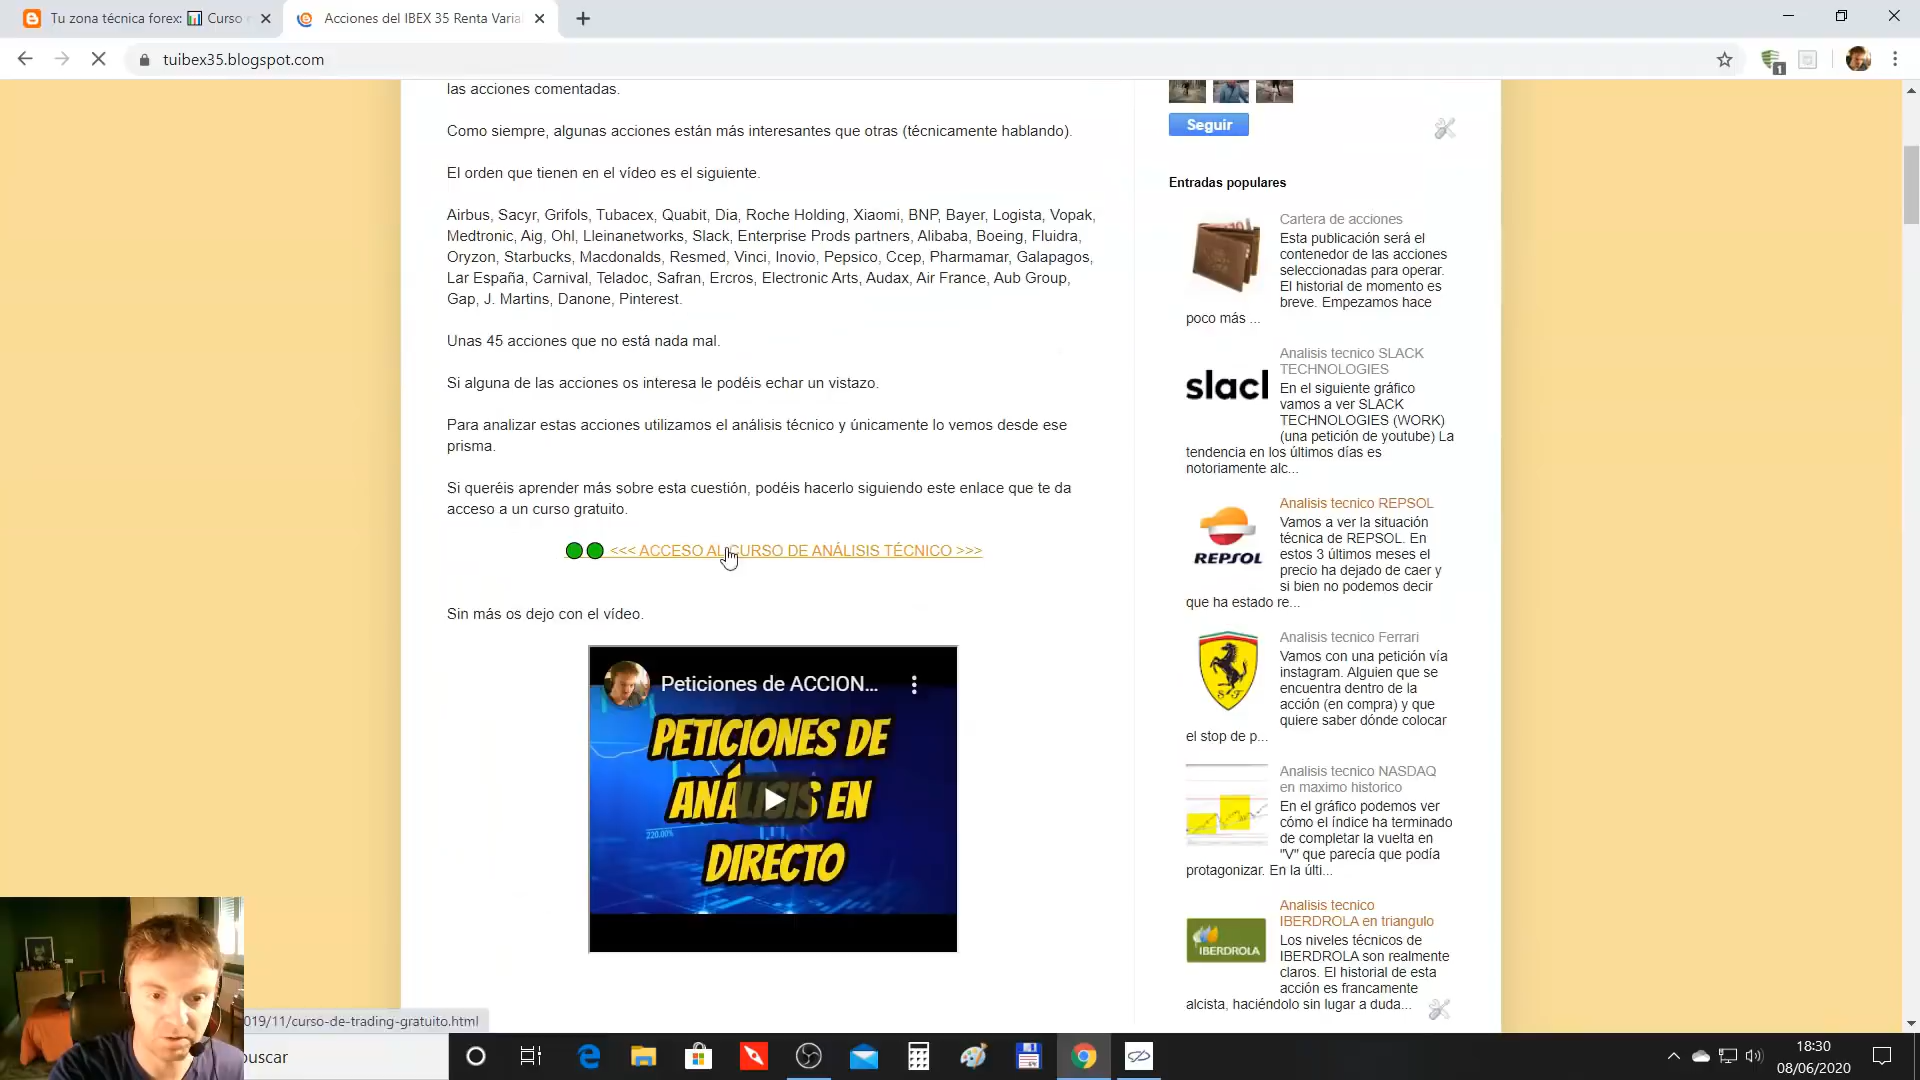 Tu zona técnica forex: 📊 Curso
Acciones del IBEX 35 Renta Varia
tuibex35.blogspot.com
1
las acciones comentadas.
Como siempre, algunas acciones están más interesantes que otras (técnicamente hablando).
El orden que tienen en el vídeo es el siguiente.
Airbus, Sacyr, Grifols, Tubacex, Quabit, Dia, Roche Holding, Xiaomi, BNP, Bayer, Logista, Vopak,
Medtronic, Aig, Ohl, Lleinanetworks, Slack, Enterprise Prods partners, Alibaba, Boeing, Fluidra,
Oryzon, Starbucks, Macdonalds, Resmed, Vinci, Inovio, Pepsico, Ccep, Pharmamar, Galapagos,
Lar España, Carnival, Teladoc, Safran, Ercros, Electronic Arts, Audax, Air France, Aub Group,
Gap, J. Martins, Danone, Pinterest.
Unas 45 acciones que no está nada mal.
Si alguna de las acciones os interesa le podéis echar un vistazo.
Para analizar estas acciones utilizamos el análisis técnico y únicamente lo vemos desde ese
prisma.
Si queréis aprender más sobre esta cuestión, podéis hacerlo siguiendo este enlace que te da
acceso a un curso gratuito.
<<< ACCESO AL CURSO DE ANÁLISIS TÉCNICO >>>
Sin más os dejo con el vídeo.
Peticiones de ACCION...
PETICIONES DE
ANÁLISIS EN
DIRECTO
220,00%
Seguir
Entradas populares
Cartera de acciones
Esta publicación será el
contenedor de las acciones
seleccionadas para operar.
El historial de momento es
breve. Empezamos hace
poco más ...
slack
Analisis tecnico SLACK
TECHNOLOGIES
En el siguiente gráfico
vamos a ver SLACK
TECHNOLOGIES (WORK)
(una petición de youtube) La
tendencia en los últimos días es
notoriamente alc...
REPSOL
Analisis tecnico REPSOL
Vamos a ver la situación
técnica de REPSOL. En
estos 3 últimos meses el
precio ha dejado de caer y
si bien no podemos decir
que ha estado re...
S F
Analisis tecnico Ferrari
Vamos con una petición vía
instagram. Alguien que se
encuentra dentro de la
acción (en compra) y que
quiere saber dónde colocar
el stop de p...
Analisis tecnico NASDAQ
en maximo historico
En el gráfico podemos ver
cómo el índice ha terminado
de completar la vuelta en
"V" que parecía que podía
protagonizar. En la últi...
IBERDROLA
Analisis tecnico
IBERDROLA en triangulo
Los niveles técnicos de
IBERDROLA son realmente
claros. El historial de esta
acción es francamente
alcista, haciéndolo sin lugar a duda...
019/11/curso-de-trading-gratuito.html
buscar
18:30
08/06/2020